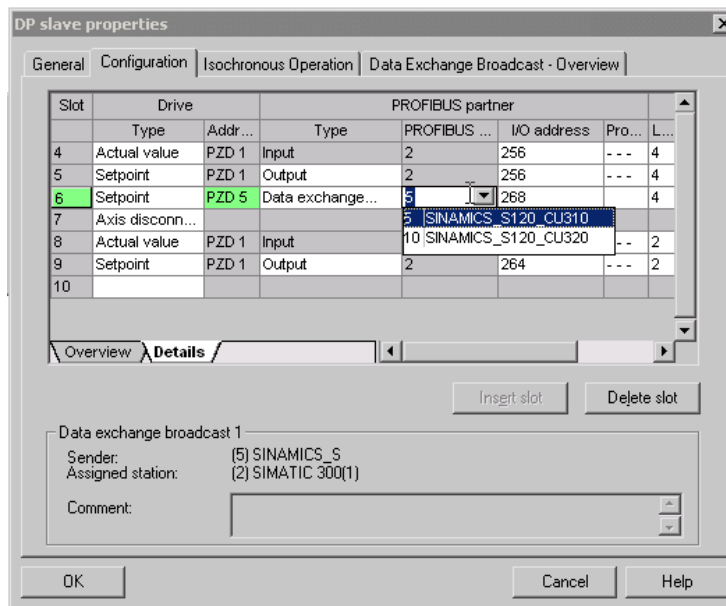 DP slave properties
General Configuration Isochronous Operation Data Exchange Broadcast - Overview
Slot Drive PROFIBUS partner
Type Addr... Type PROFIBUS ... I/O address Pro... L...
4 Actual value PZD 1 Input 2 256 - - - 4
5 Setpoint PZD 1 Output 2 256 - - - 4
6 Setpoint PZD 5 Data exchange... 5 268 4
7 Axis disconn... 5 SINAMICS_S120_CU310
8 Actual value PZD 1 Input 10 SINAMICS_S120_CU320 - - - 2
9 Setpoint PZD 1 Output 2 264 - - - 2
10
Overview Details
Insert slot Delete slot
Data exchange broadcast 1
Sender: (5) SINAMICS_S
Assigned station: (2) SIMATIC 300(1)
Comment:
OK Cancel Help